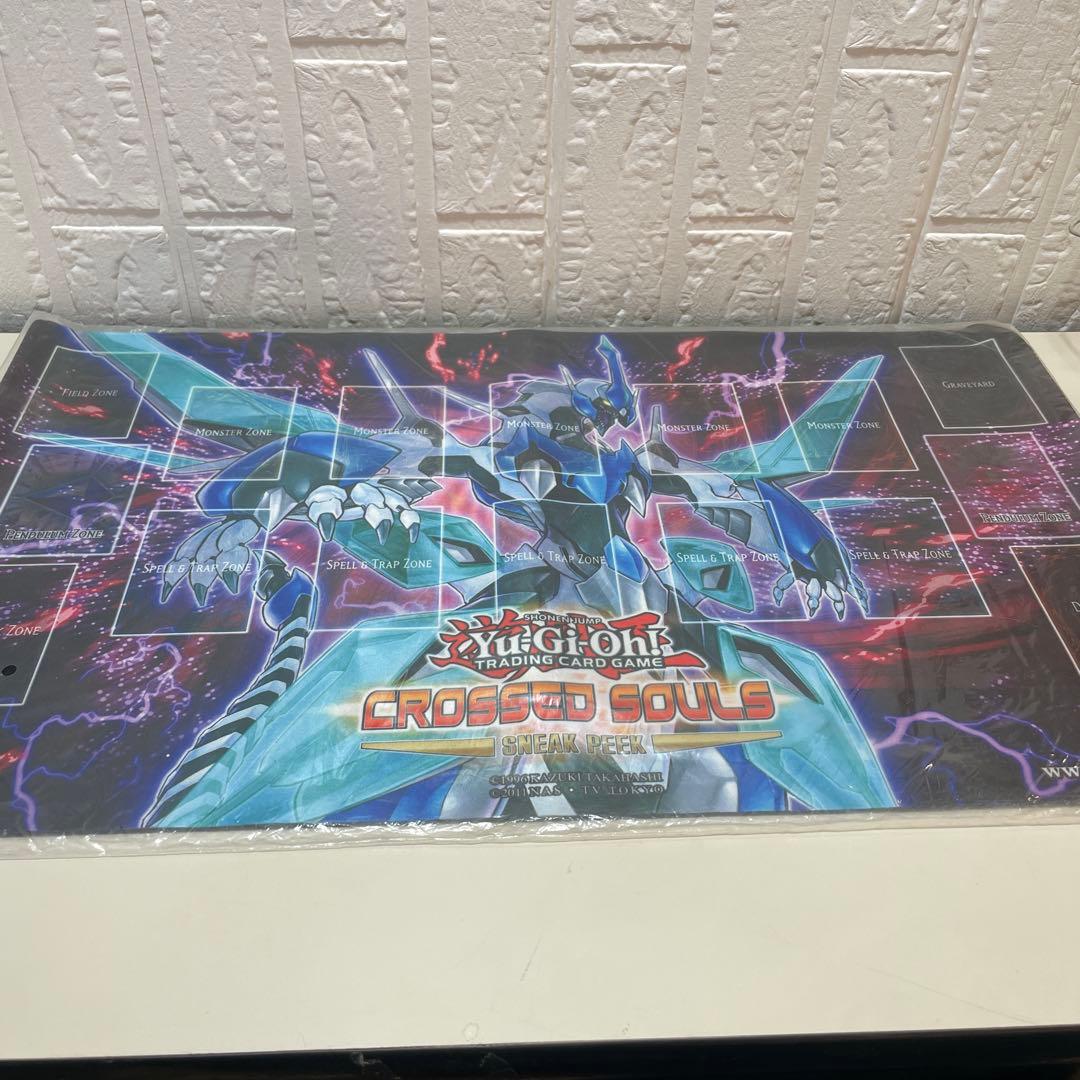 Field Zone
Graveyard
Monster Zone
Monster Zone
Monster Zone
Monster Zone
Monster Zone
Pendulum Zone
Pendulum Zone
Spell & Trap Zone
Spell & Trap Zone
Spell & Trap Zone
Spell & Trap Zone
Spell & Trap Zone
Zone
D
SHONEN JUMP
Yu-Gi-Oh!
TRADING CARD GAME
CROSSED SOULS
SNEAK PEEK
©1996 KAZUKI TAKAHASHI
©2011 NAS • TV TOKYO
ww